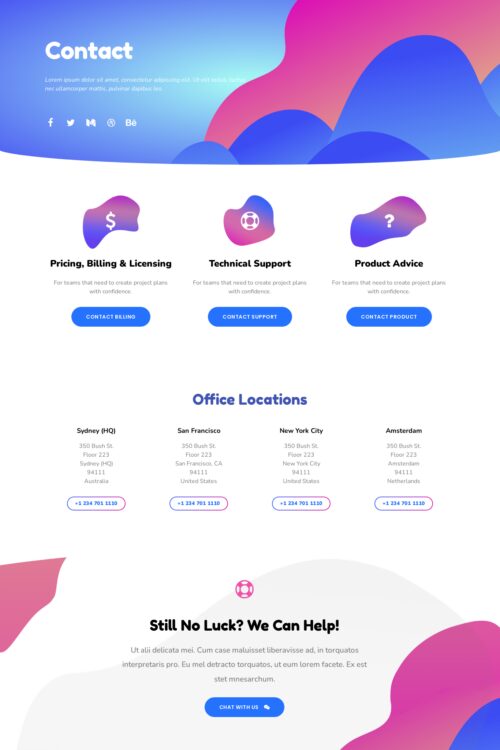 Contact
Lorem ipsum dolor sit amet, consectetur adipiscing elit. Ut elit tellus, luctus
nec ullamcorper mattis, pulvinar dapibus leo.
Bē
$
?
Pricing, Billing & Licensing
Technical Support
Product Advice
For teams that need to create project plans
with confidence.
For teams that need to create project plans
with confidence.
For teams that need to create project plans
with confidence.
CONTACT BILLING
CONTACT SUPPORT
CONTACT PRODUCT
Office Locations
Sydney (HQ)
350 Bush St.
Floor 223
Sydney (HQ)
94111
Australia
+1 234 701 1110
San Francisco
350 Bush St.
Floor 223
San Francisco, CA
94111
United States
+1 234 701 1110
New York City
350 Bush St.
Floor 223
New York City
94111
United States
+1 234 701 1110
Amsterdam
350 Bush St.
Floor 223
Amsterdam
94111
Netherlands
+1 234 701 1110
Still No Luck? We Can Help!
Ut alii delicata mei. Cum case maluisset liberavisse ad, in torquatos
interpretaris pro. Eu mel detracto torquatos, ut eum lorem facete. Ex est
stet mnesarchum.
CHAT WITH US